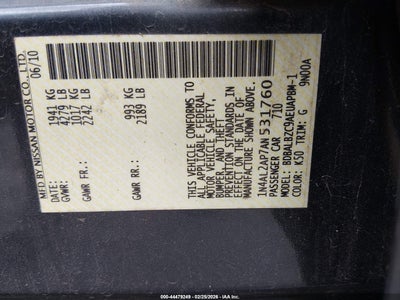 MFD BY NISSAN MOTOR CO., LTD.
06/10
GVWR: 1941 KG
4279 LB
GAWR FR.: 1017 KG
2242 LB
GAWR RR.: 993 KG
2189 LB
THIS VEHICLE CONFORMS TO
ALL APPLICABLE FEDERAL
MOTOR VEHICLE SAFETY,
BUMPER, AND THEFT
PREVENTION STANDARDS IN
EFFECT ON THE DATE OF
MANUFACTURE SHOWN ABOVE.
1N4AL2AP7AN531760
PASSENGER CAR 710
MODEL: BDBALBZC5AEUAPBM-1
COLOR: K50 TRIM: G 9N00A
000-44479249 - 02/25/2026 - IAA Inc.